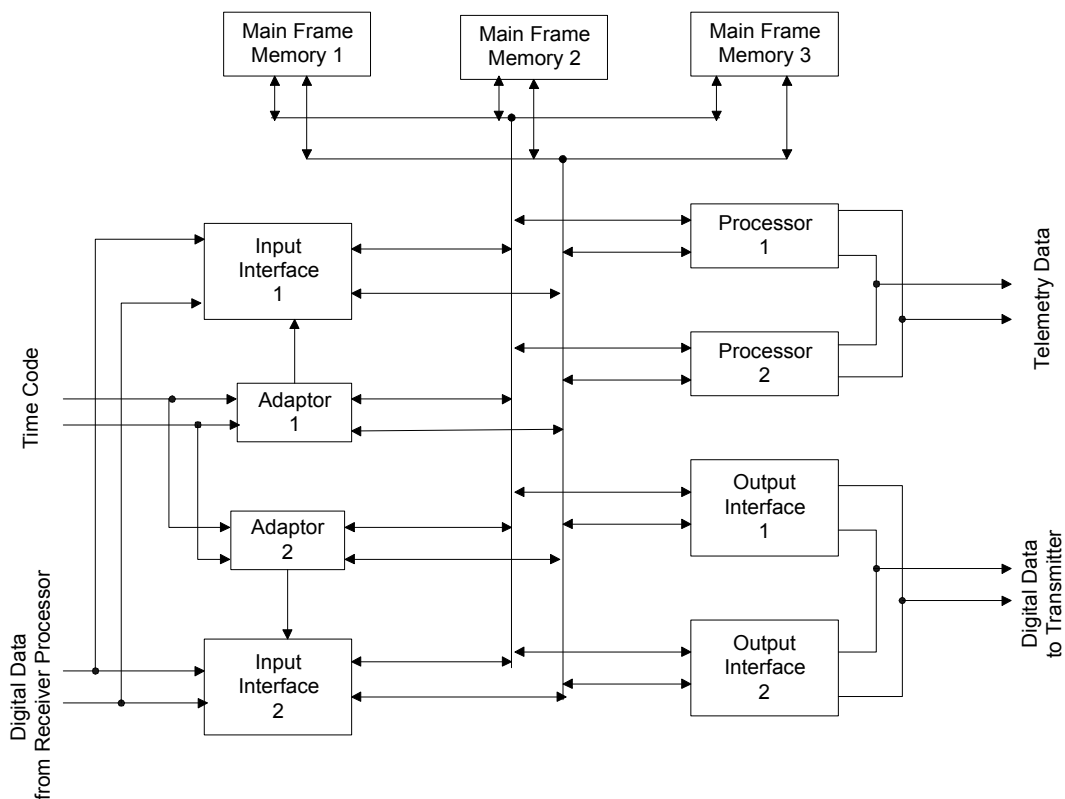 Main Frame
Memory 1
Main Frame
Memory 2
Main Frame
Memory 3
Input
Interface
1
Processor
1
Telemetry Data
Processor
2
Time Code
Adaptor
1
Output
Interface
1
Adaptor
2
Digital Data
to Transmitter
Input
Interface
2
Output
Interface
2
Digital Data
from Receiver Processor